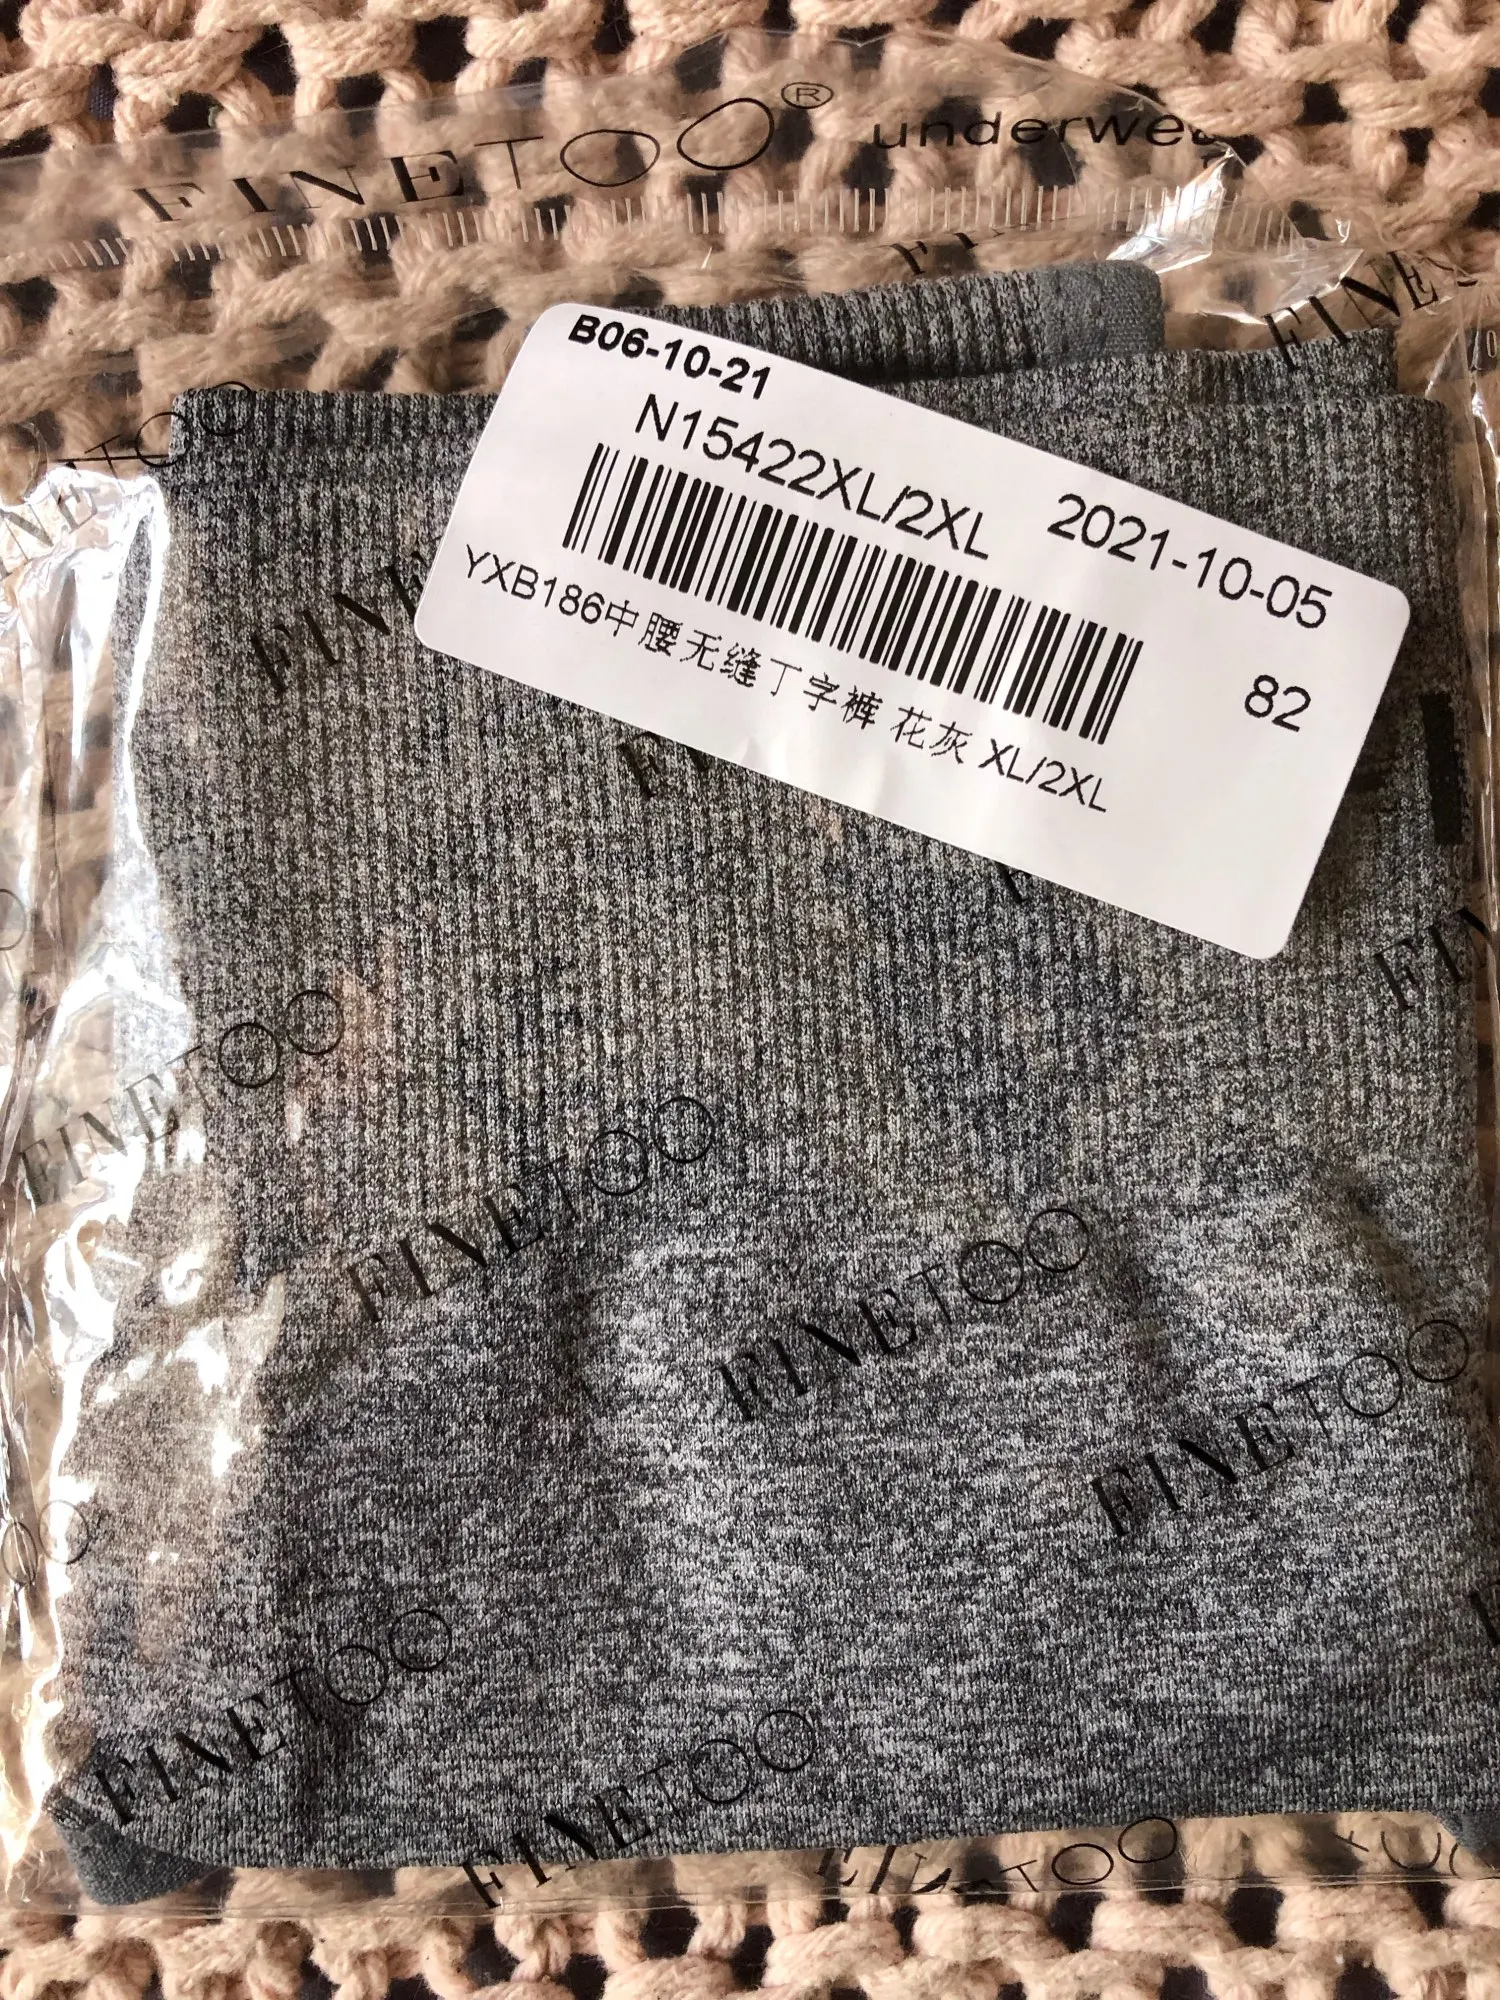 FINETOO® underwear
B06-10-21
N15422XL/2XL 2021-10-05
YXB186中腰无缝丁字裤 花灰 XL/2XL 82
FINETOO
FINETOO
FINETOO
FINETOO
FINETOO
FINETOO